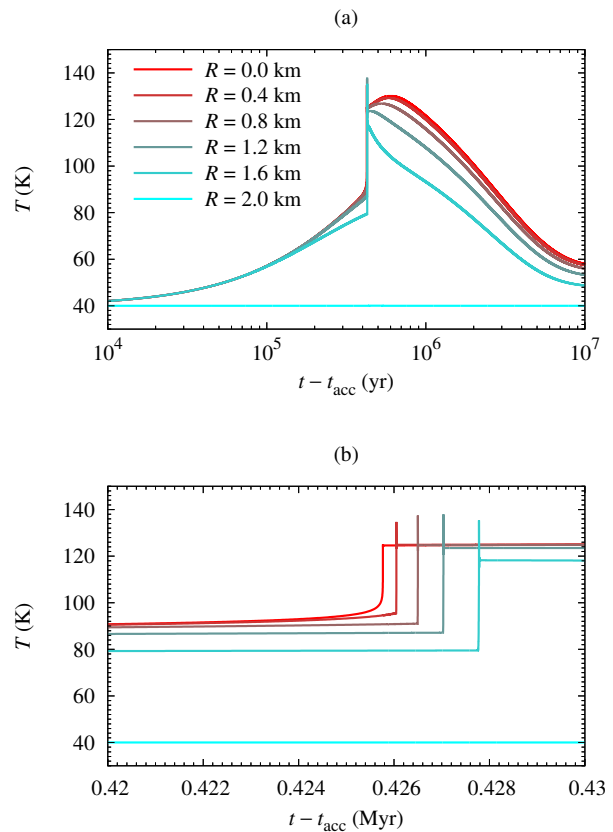 (a)
140
120
100
80
60
40
T (K)
R = 0.0 km
R = 0.4 km
R = 0.8 km
R = 1.2 km
R = 1.6 km
R = 2.0 km
10^4 10^5 10^6 10^7
t − t_acc (yr)
(b)
140
120
100
80
60
40
T (K)
0.42 0.422 0.424 0.426 0.428 0.43
t − t_acc (Myr)